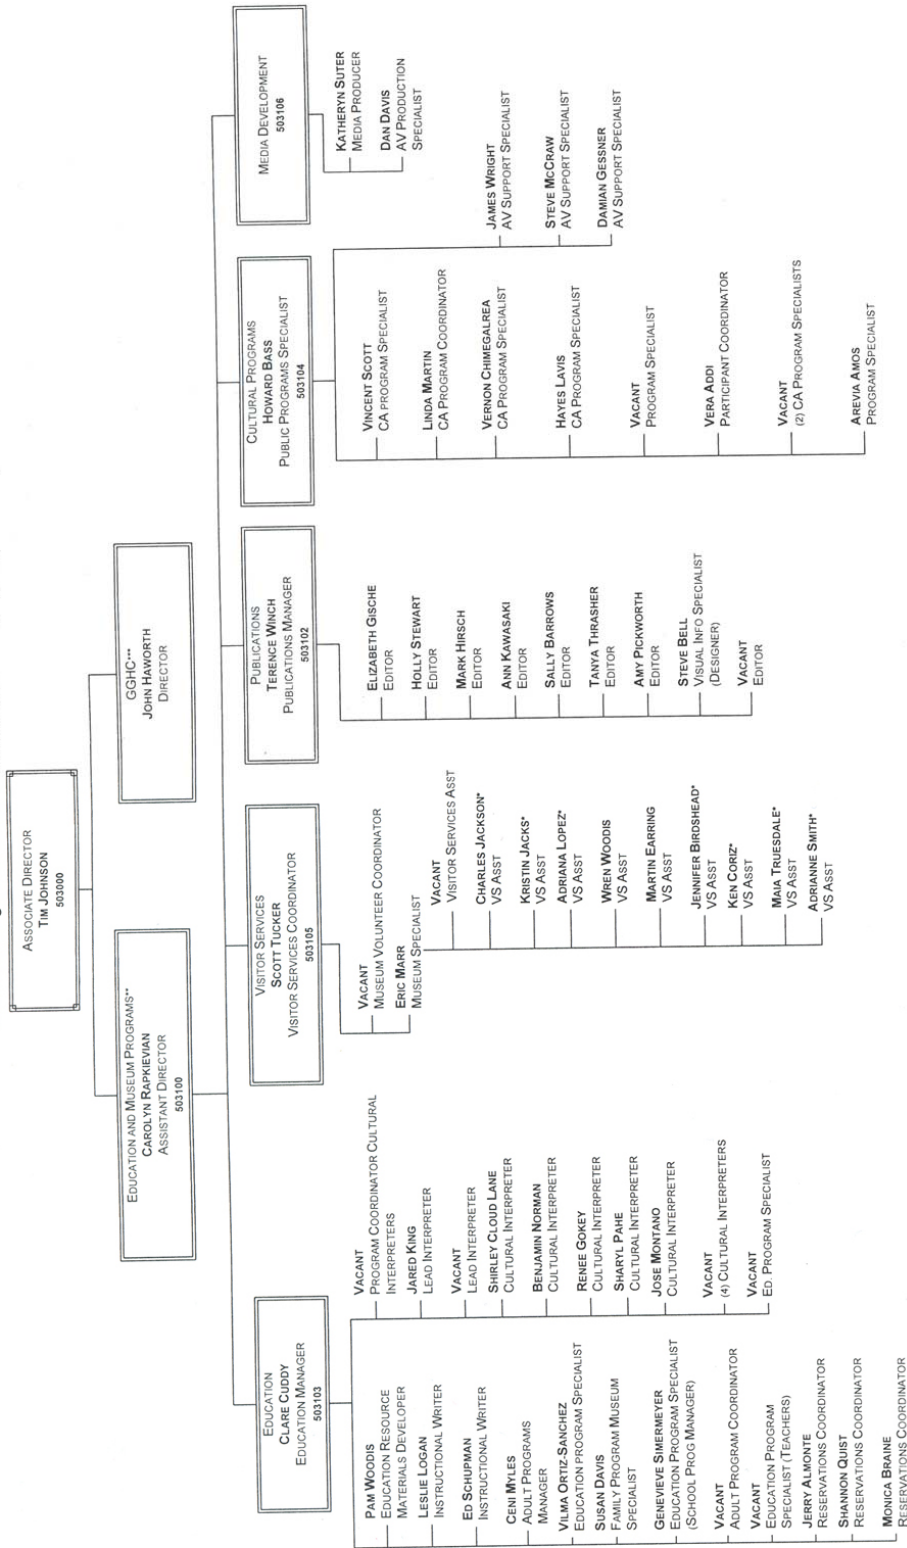 ASSOCIATE DIRECTOR
TIM JOHNSON
503000
EDUCATION AND MUSEUM PROGRAMS**
CAROLYN RAPKIEVIAN
ASSISTANT DIRECTOR
503100
GGHC***
JOHN HAWORTH
DIRECTOR
EDUCATION
CLARE CUDDY
EDUCATION MANAGER
503103
VISITOR SERVICES
SCOTT TUCKER
VISITOR SERVICES COORDINATOR
503105
PUBLICATIONS
TERENCE WINCH
PUBLICATIONS MANAGER
503102
CULTURAL PROGRAMS
HOWARD BASS
PUBLIC PROGRAMS SPECIALIST
503104
MEDIA DEVELOPMENT
503106
PAM WOODIS
EDUCATION RESOURCE
MATERIALS DEVELOPER
LESLIE LOGAN
INSTRUCTIONAL WRITER
ED SCHUPMAN
INSTRUCTIONAL WRITER
CENI MYLES
ADULT PROGRAMS
MANAGER
VILMA ORTIZ-SANCHEZ
EDUCATION PROGRAM SPECIALIST
SUSAN DAVIS
FAMILY PROGRAM MUSEUM
SPECIALIST
GENEVIEVE SIMERMEYER
EDUCATION PROGRAM SPECIALIST
(SCHOOL PROG MANAGER)
VACANT
ADULT PROGRAM COORDINATOR
VACANT
EDUCATION PROGRAM
SPECIALIST (TEACHERS)
JERRY ALMONTE
RESERVATIONS COORDINATOR
SHANNON QUIST
RESERVATIONS COORDINATOR
MONICA BRAINE
RESERVATIONS COORDINATOR
VACANT
PROGRAM COORDINATOR CULTURAL
INTERPRETERS
JARED KING
LEAD INTERPRETER
VACANT
LEAD INTERPRETER
SHIRLEY CLOUD LANE
CULTURAL INTERPRETER
BENJAMIN NORMAN
CULTURAL INTERPRETER
RENEE GOKEY
CULTURAL INTERPRETER
SHARYL PAHE
CULTURAL INTERPRETER
JOSE MONTANO
CULTURAL INTERPRETER
VACANT
(4) CULTURAL INTERPRETERS
VACANT
ED. PROGRAM SPECIALIST
VACANT
MUSEUM VOLUNTEER COORDINATOR
ERIC MARR
MUSEUM SPECIALIST
VACANT
VISITOR SERVICES ASST
CHARLES JACKSON*
VS ASST
KRISTIN JACKS*
VS ASST
ADRIANA LOPEZ*
VS ASST
WREN WOODIS
VS ASST
MARTIN EARRING
VS ASST
JENNIFER BIRDSHEAD*
VS ASST
KEN CORIZ*
VS ASST
MAIA TRUESDALE*
VS ASST
ADRIANNE SMITH*
VS ASST
ELIZABETH GISCHE
EDITOR
HOLLY STEWART
EDITOR
MARK HIRSCH
EDITOR
ANN KAWASAKI
EDITOR
SALLY BARROWS
EDITOR
TANYA THRASHER
EDITOR
AMY PICKWORTH
EDITOR
STEVE BELL
VISUAL INFO SPECIALIST
(DESIGNER)
VACANT
EDITOR
VINCENT SCOTT
CA PROGRAM SPECIALIST
LINDA MARTIN
CA PROGRAM COORDINATOR
VERNON CHIMEGALREA
CA PROGRAM SPECIALIST
HAYES LAVIS
CA PROGRAM SPECIALIST
VACANT
PROGRAM SPECIALIST
VERA ADDI
PARTICIPANT COORDINATOR
VACANT
(2) CA PROGRAM SPECIALISTS
AREVIA AMOS
PROGRAM SPECIALIST
JAMES WRIGHT
AV SUPPORT SPECIALIST
STEVE MCCRAW
AV SUPPORT SPECIALIST
DAMIAN GESSNER
AV SUPPORT SPECIALIST
KATHERYN SUTER
MEDIA PRODUCER
DAN DAVIS
AV PRODUCTION
SPECIALIST